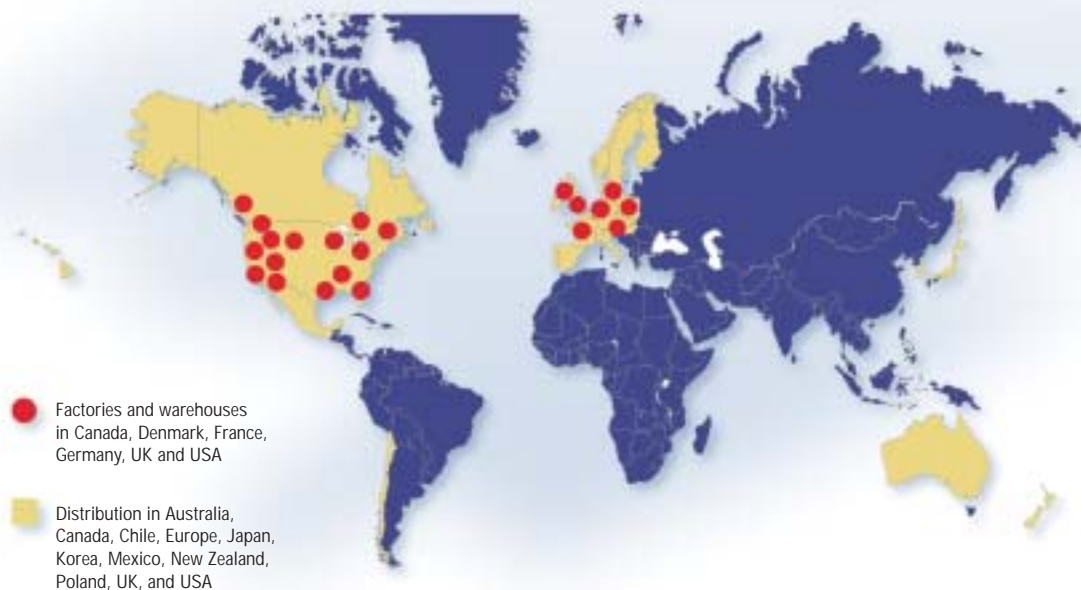 Factories and warehouses
in Canada, Denmark, France,
Germany, UK and USA
Distribution in Australia,
Canada, Chile, Europe, Japan,
Korea, Mexico, New Zealand,
Poland, UK, and USA